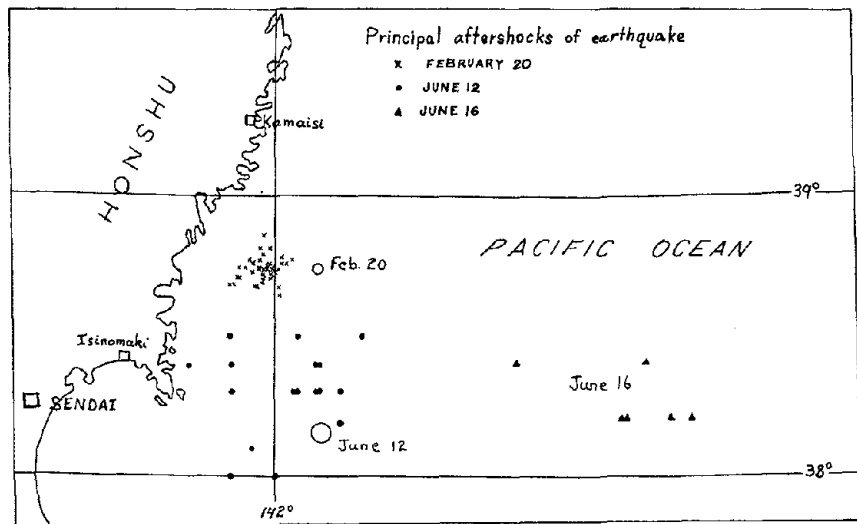 Principal aftershocks of earthquake
x FEBRUARY 20
• JUNE 12
▲ JUNE 16
HONSHU
Kamaisi
39°
PACIFIC OCEAN
Feb. 20
Isinomaki
June 16
SENDAI
June 12
38°
142°